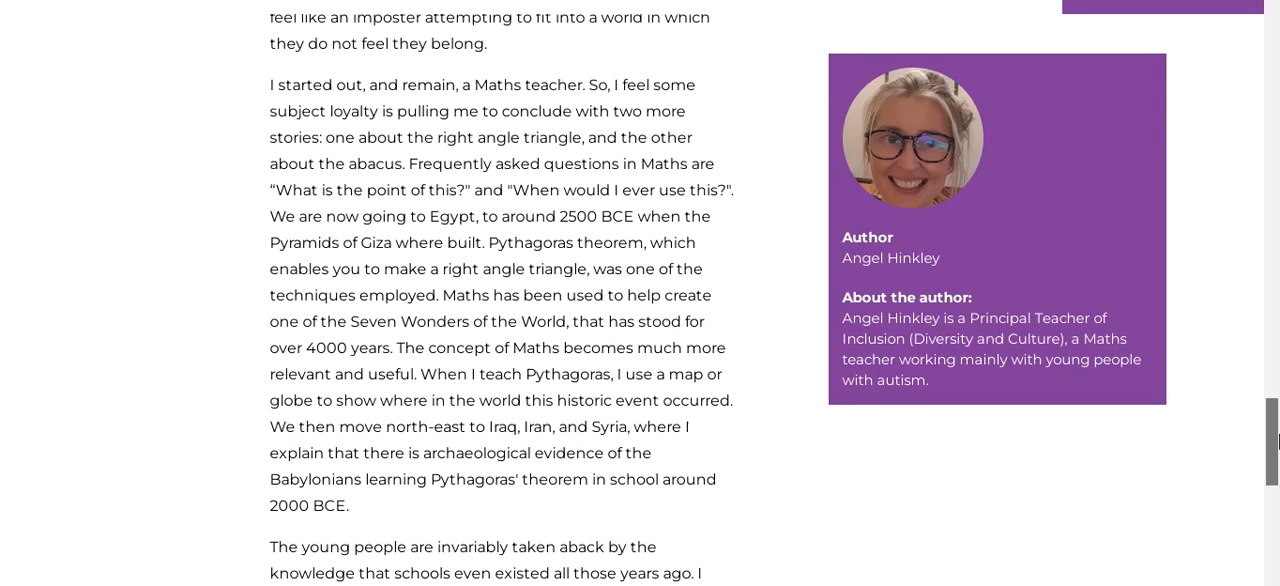 feel like an imposter attempting to fit into a world in which
they do not feel they belong.
I started out, and remain, a Maths teacher. So, I feel some
subject loyalty is pulling me to conclude with two more
stories: one about the right angle triangle, and the other
about the abacus. Frequently asked questions in Maths are
“What is the point of this?" and "When would I ever use this?".
We are now going to Egypt, to around 2500 BCE when the
Pyramids of Giza where built. Pythagoras theorem, which
enables you to make a right angle triangle, was one of the
techniques employed. Maths has been used to help create
one of the Seven Wonders of the World, that has stood for
over 4000 years. The concept of Maths becomes much more
relevant and useful. When I teach Pythagoras, I use a map or
globe to show where in the world this historic event occurred.
We then move north-east to Iraq, Iran, and Syria, where I
explain that there is archaeological evidence of the
Babylonians learning Pythagoras' theorem in school around
2000 BCE.
The young people are invariably taken aback by the
knowledge that schools even existed all those years ago. I
Author
Angel Hinkley
About the author:
Angel Hinkley is a Principal Teacher of
Inclusion (Diversity and Culture), a Maths
teacher working mainly with young people
with autism.